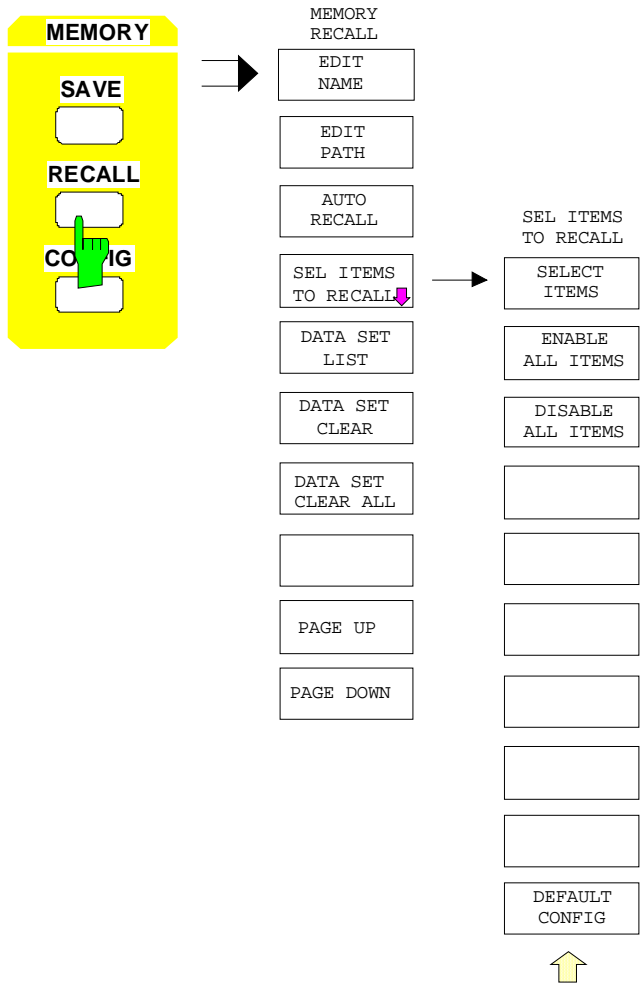 MEMORY
SAVE
RECALL
CONFIG
MEMORY
RECALL
EDIT
NAME
EDIT
PATH
AUTO
RECALL
SEL ITEMS
TO RECALL
DATA SET
LIST
DATA SET
CLEAR
DATA SET
CLEAR ALL
PAGE UP
PAGE DOWN
SEL ITEMS
TO RECALL
SELECT
ITEMS
ENABLE
ALL ITEMS
DISABLE
ALL ITEMS
DEFAULT
CONFIG